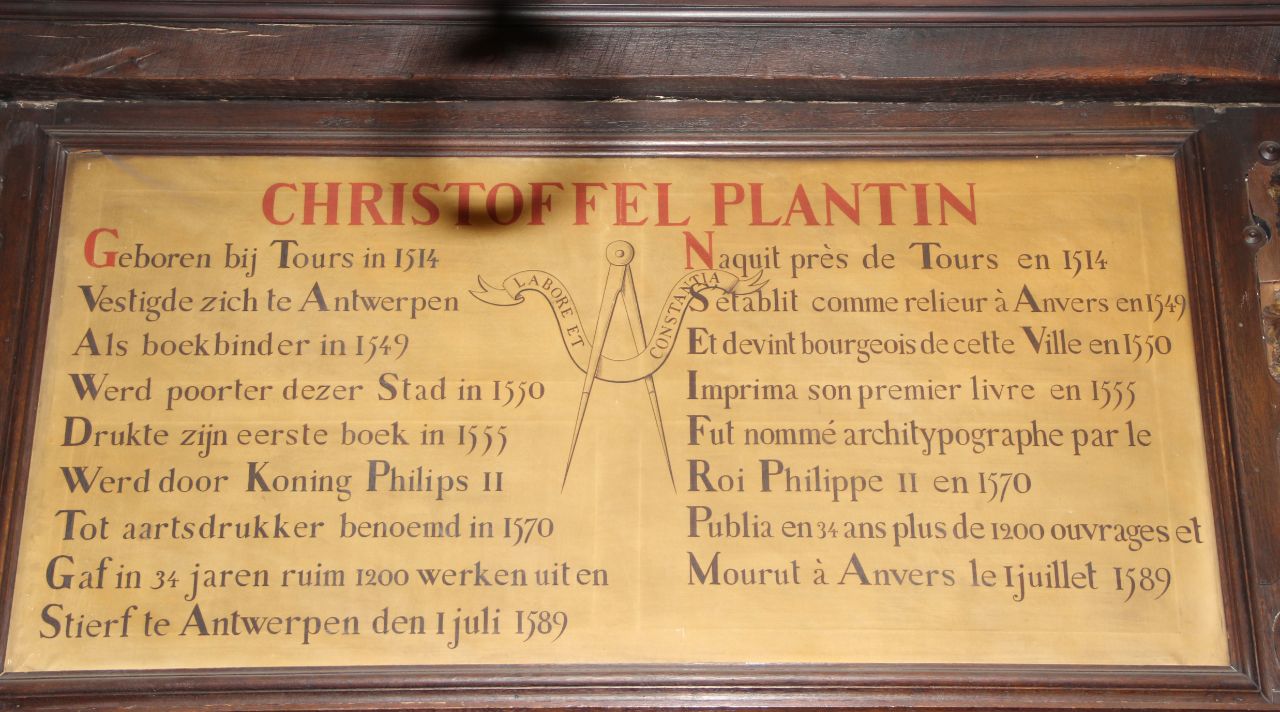 CHRISTOFFEL PLANTIN
Geboren bij Tours in 1514
Vestigde zich te Antwerpen
Als boekbinder in 1549
Werd poorter dezer Stad in 1550
Drukte zijn eerste boek in 1555
Werd door Koning Philips II
Tot aartsdrukker benoemd in 1570
Gaf in 34 jaren ruim 1200 werken uit en
Stierf te Antwerpen den 1 juli 1589
LABORE ET CONSTANTIA
Naquit près de Tours en 1514
S'établit comme relieur à Anvers en 1549
Et devint bourgeois de cette Ville en 1550
Imprima son premier livre en 1555
Fut nommé architypographe par le
Roi Philippe II en 1570
Publia en 34 ans plus de 1200 ouvrages et
Mourut à Anvers le 1 juillet 1589